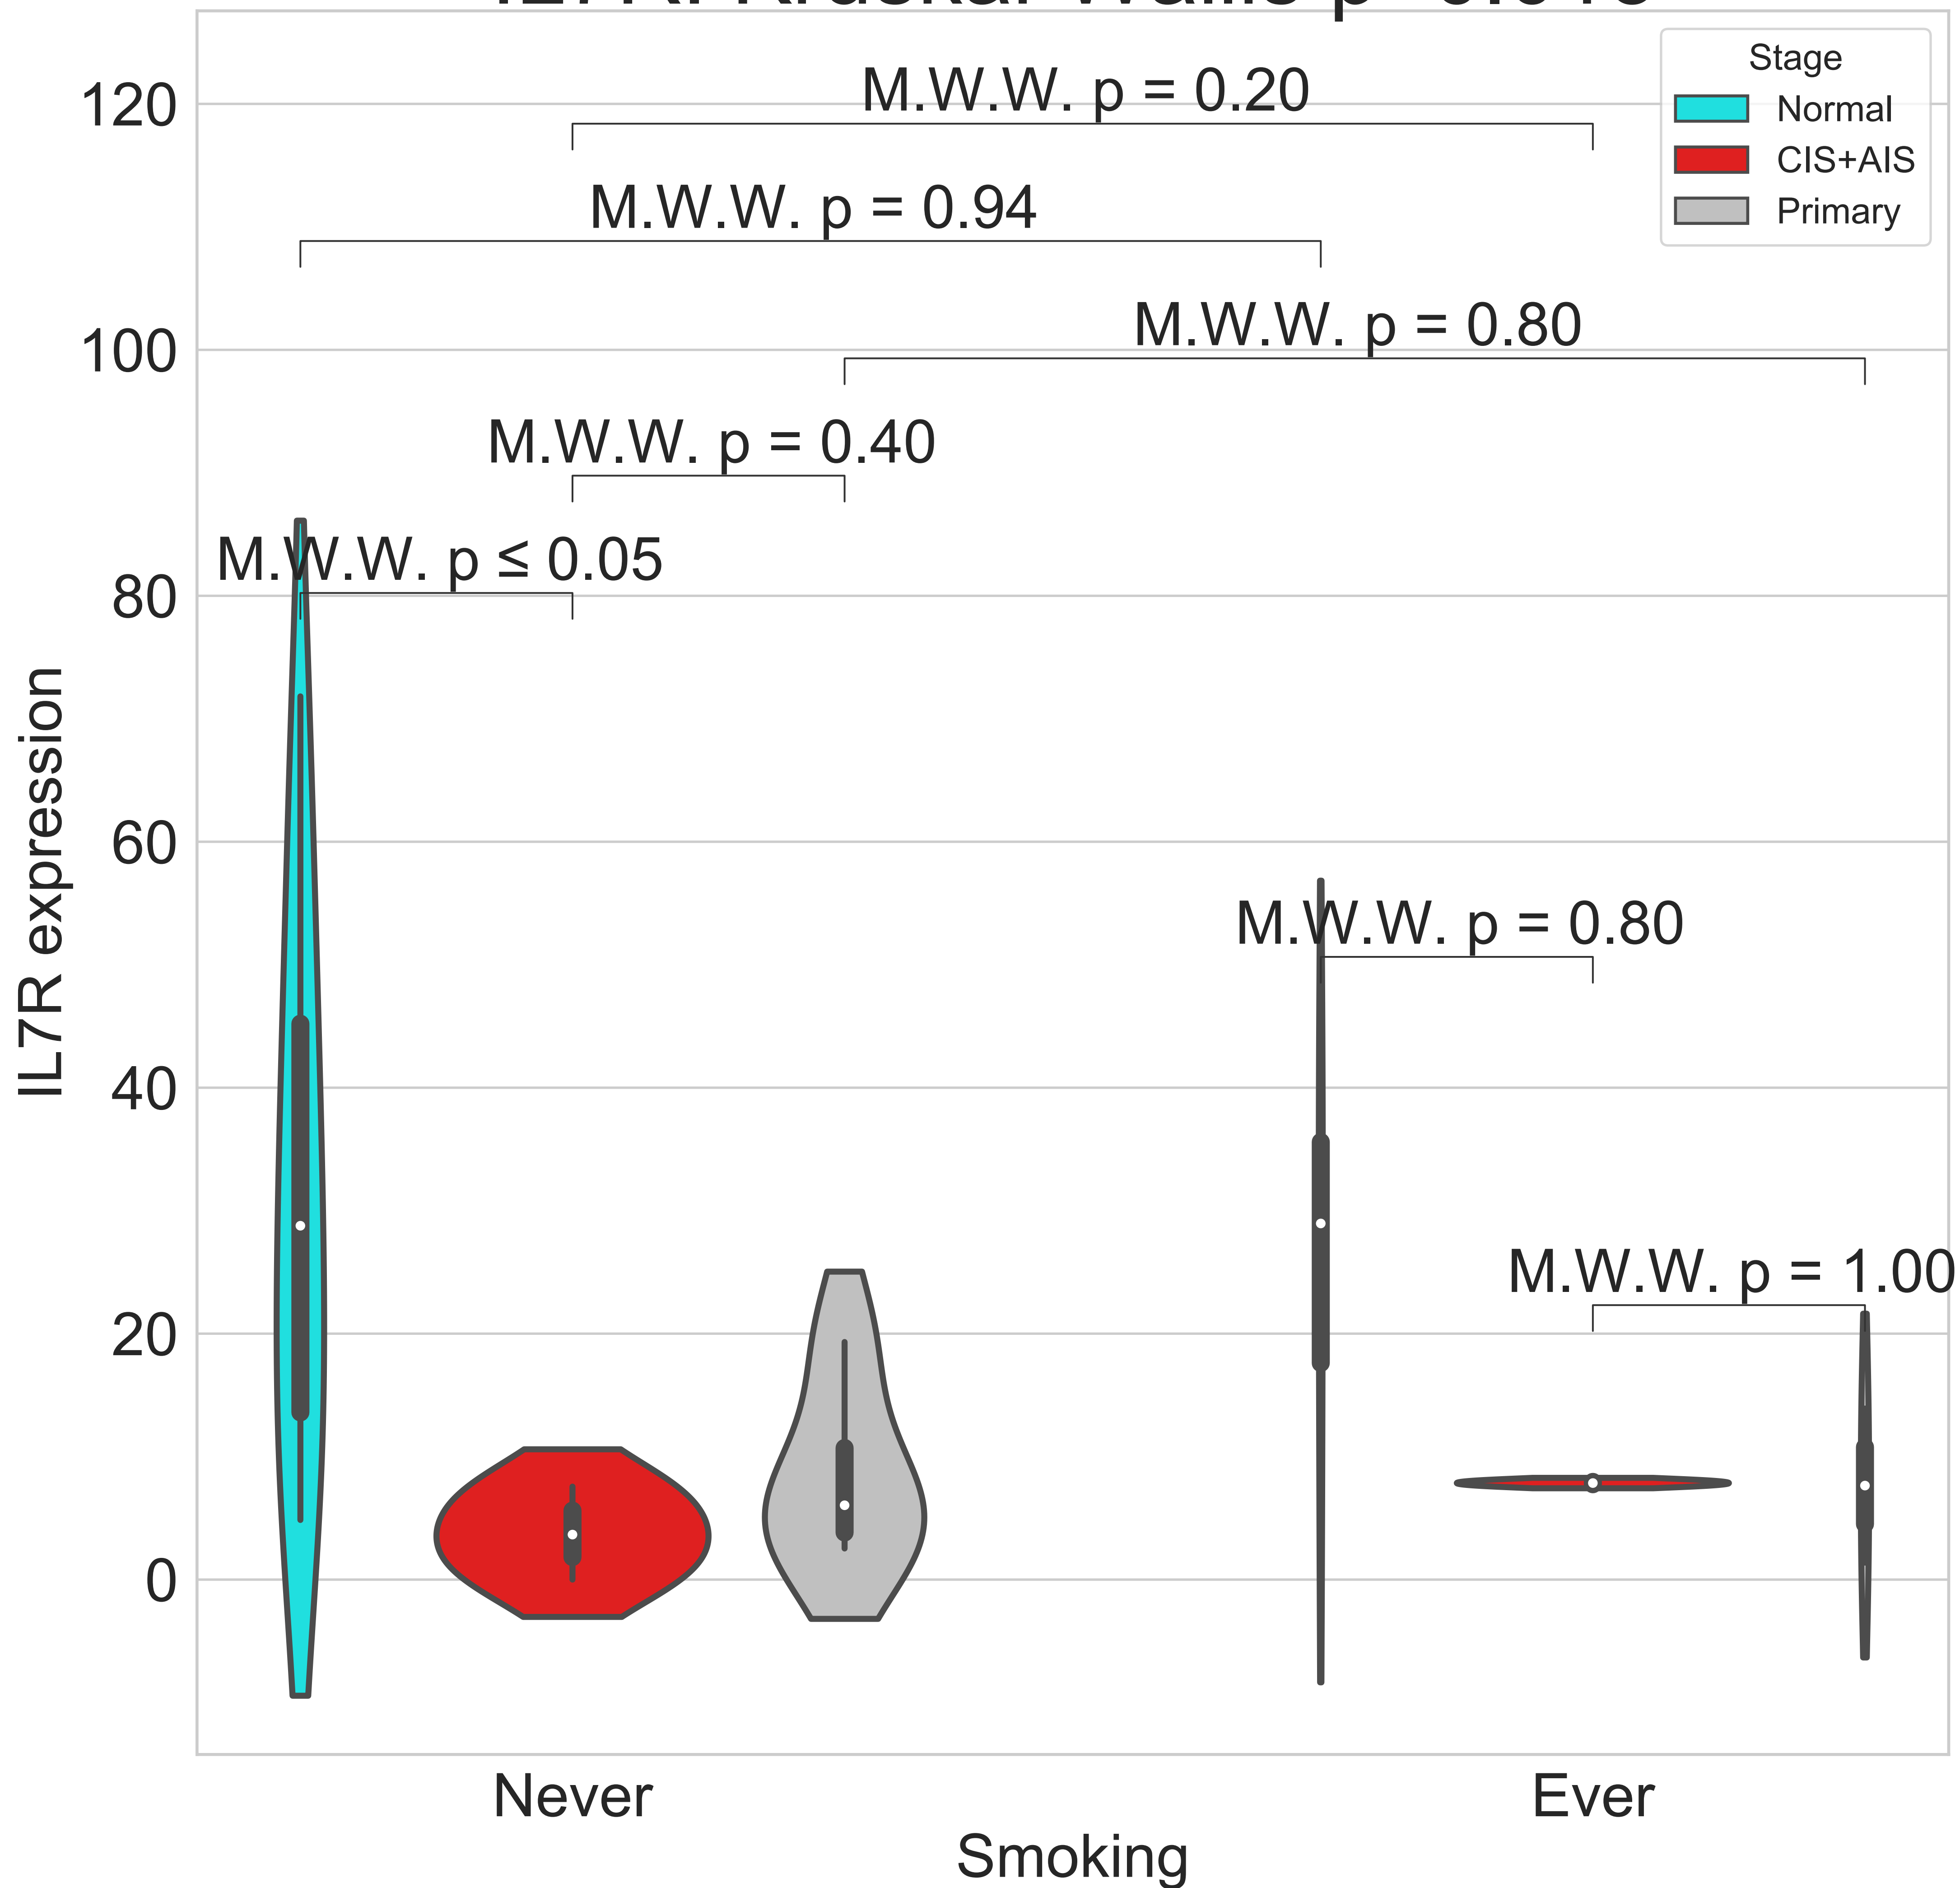 Stage
Normal
CIS+AIS
Primary
M.W.W. p = 0.20
M.W.W. p = 0.94
M.W.W. p = 0.80
M.W.W. p = 0.40
M.W.W. p ≤ 0.05
M.W.W. p = 0.80
M.W.W. p = 1.00
120
100
80
60
40
20
0
IL7R expression
Never
Ever
Smoking